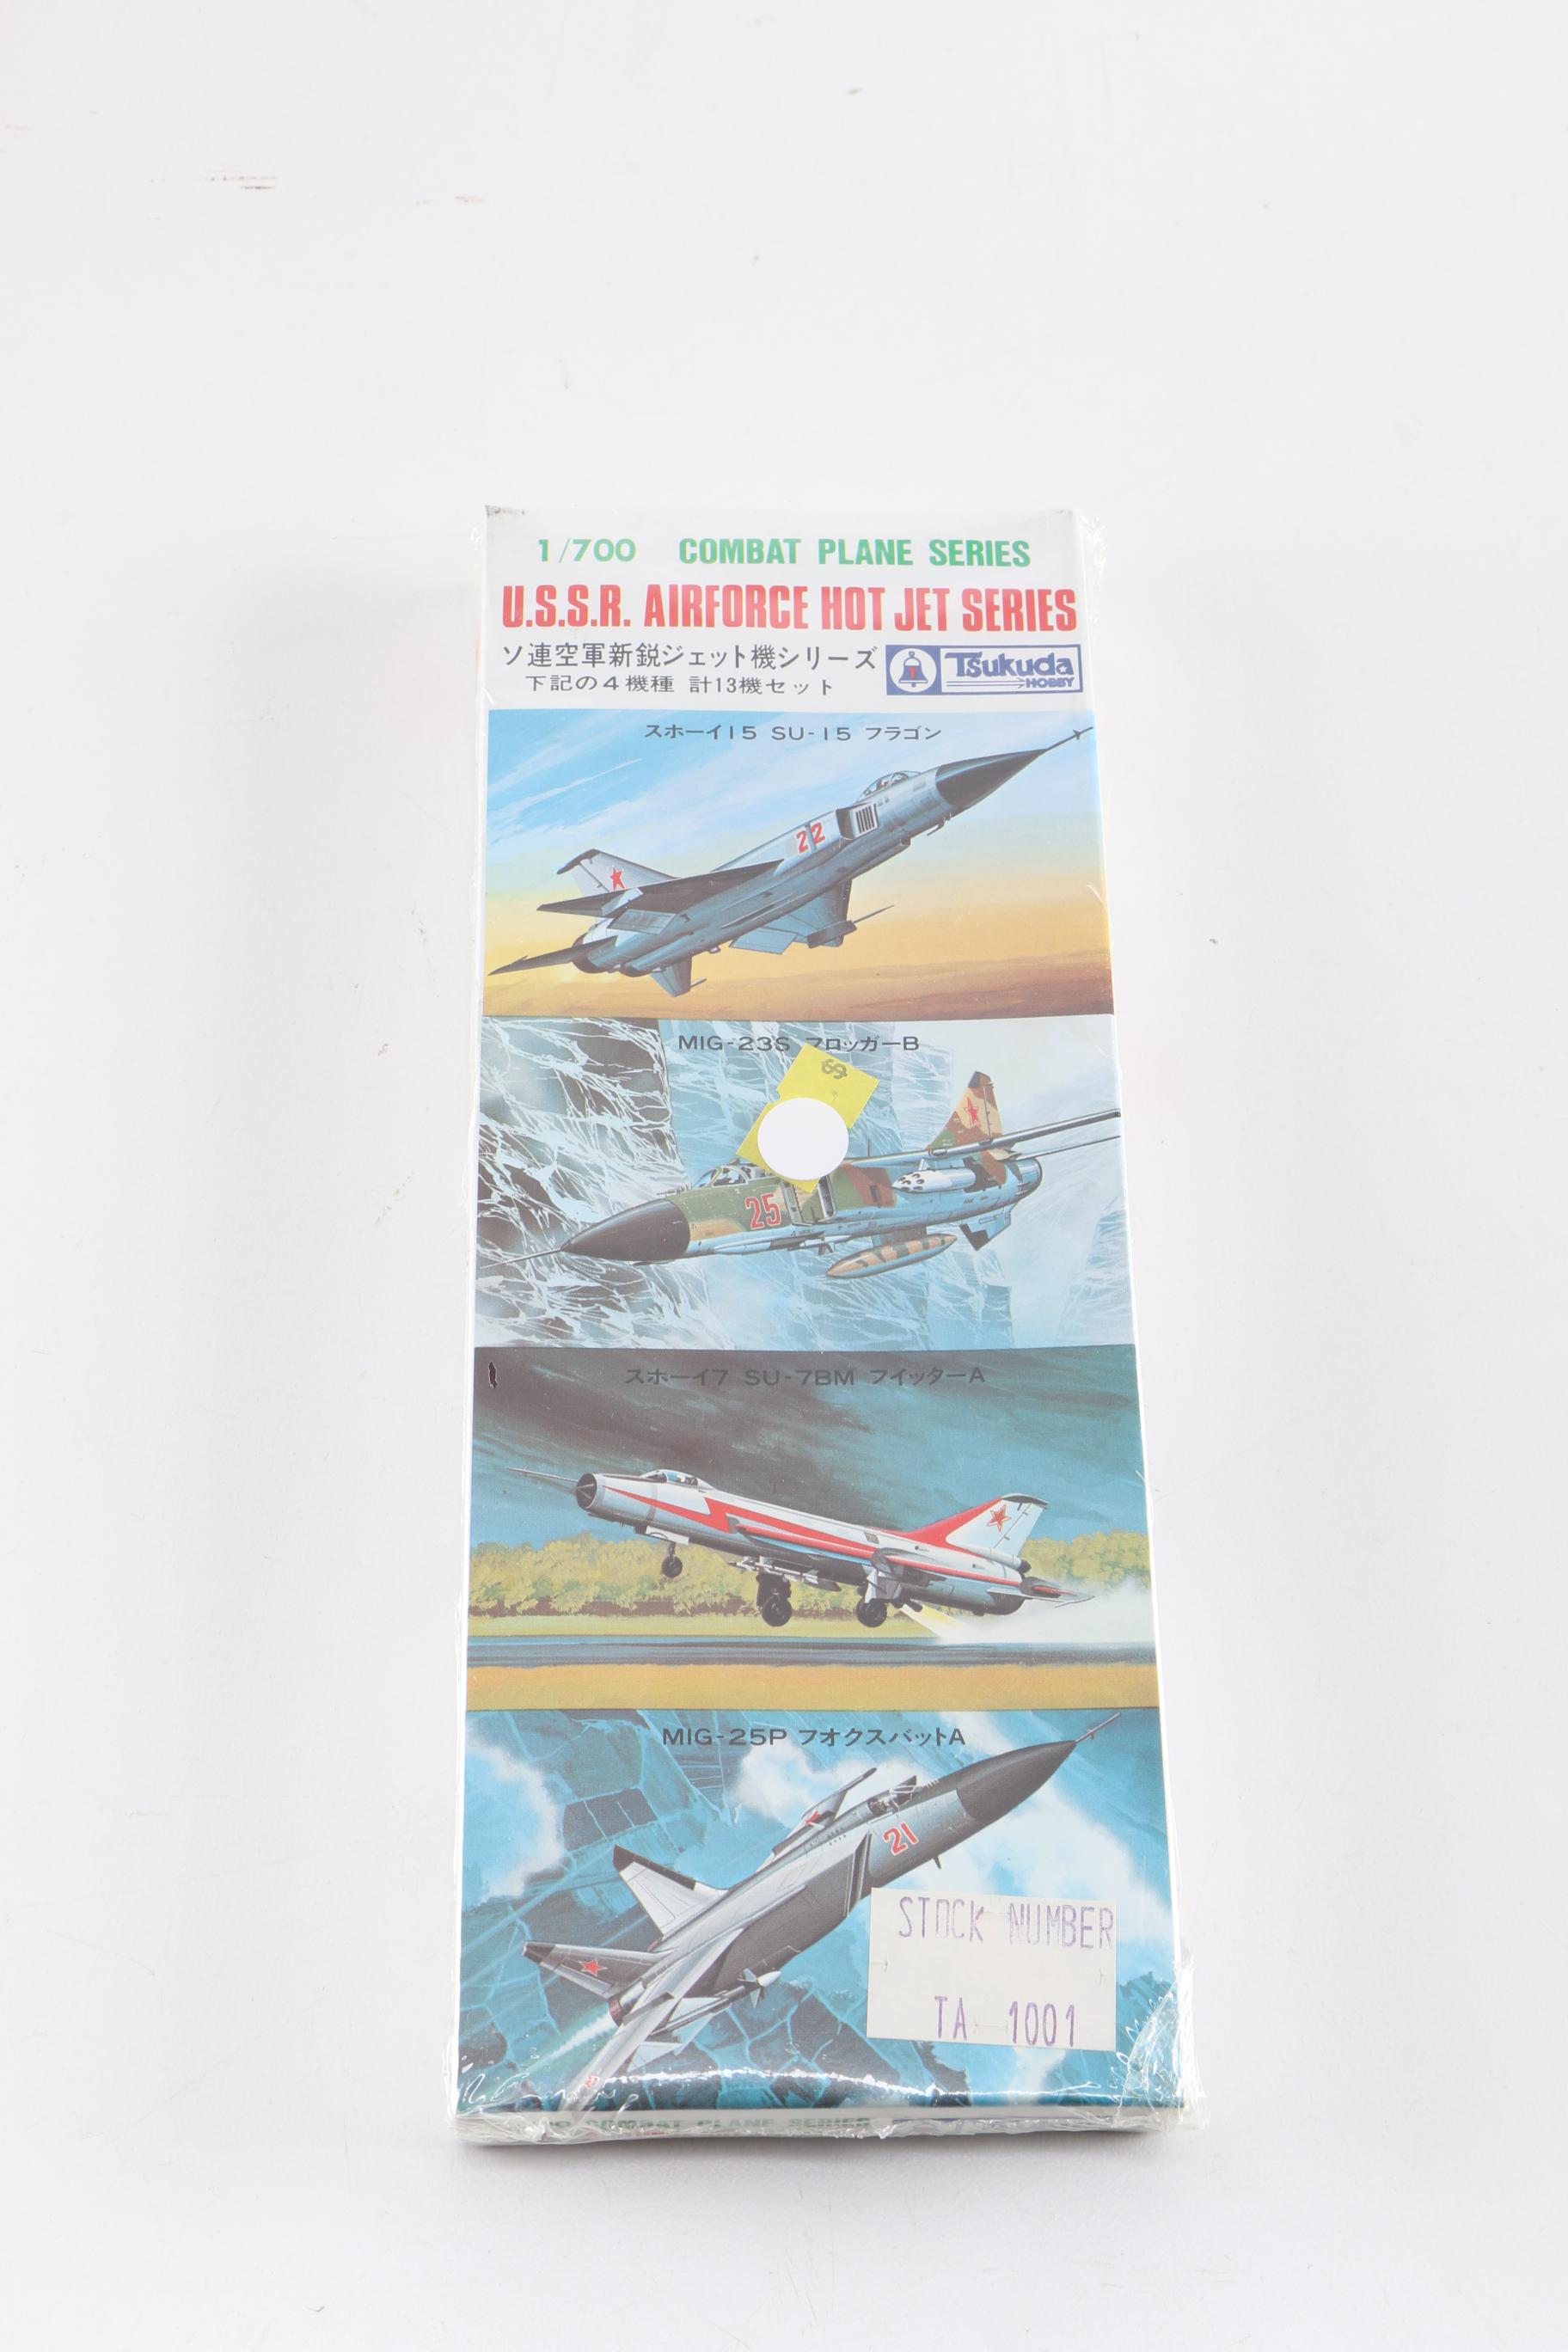 1/700 COMBAT PLANE SERIES
U.S.S.R. AIRFORCE HOT JET SERIES
ソ連空軍新鋭ジェット機シリーズ
下記の4機種 計13機セット
Tsukuda
HOBBY
スホーイ15 SU-15 フラゴン
22
MIG-23S フロッガーB
69
25
スホーイ7 SU-7BM フイッターA
MIG-25P フオクスバットA
21
STOCK NUMBER
TA 1001
COMBAT PLANE SERIES